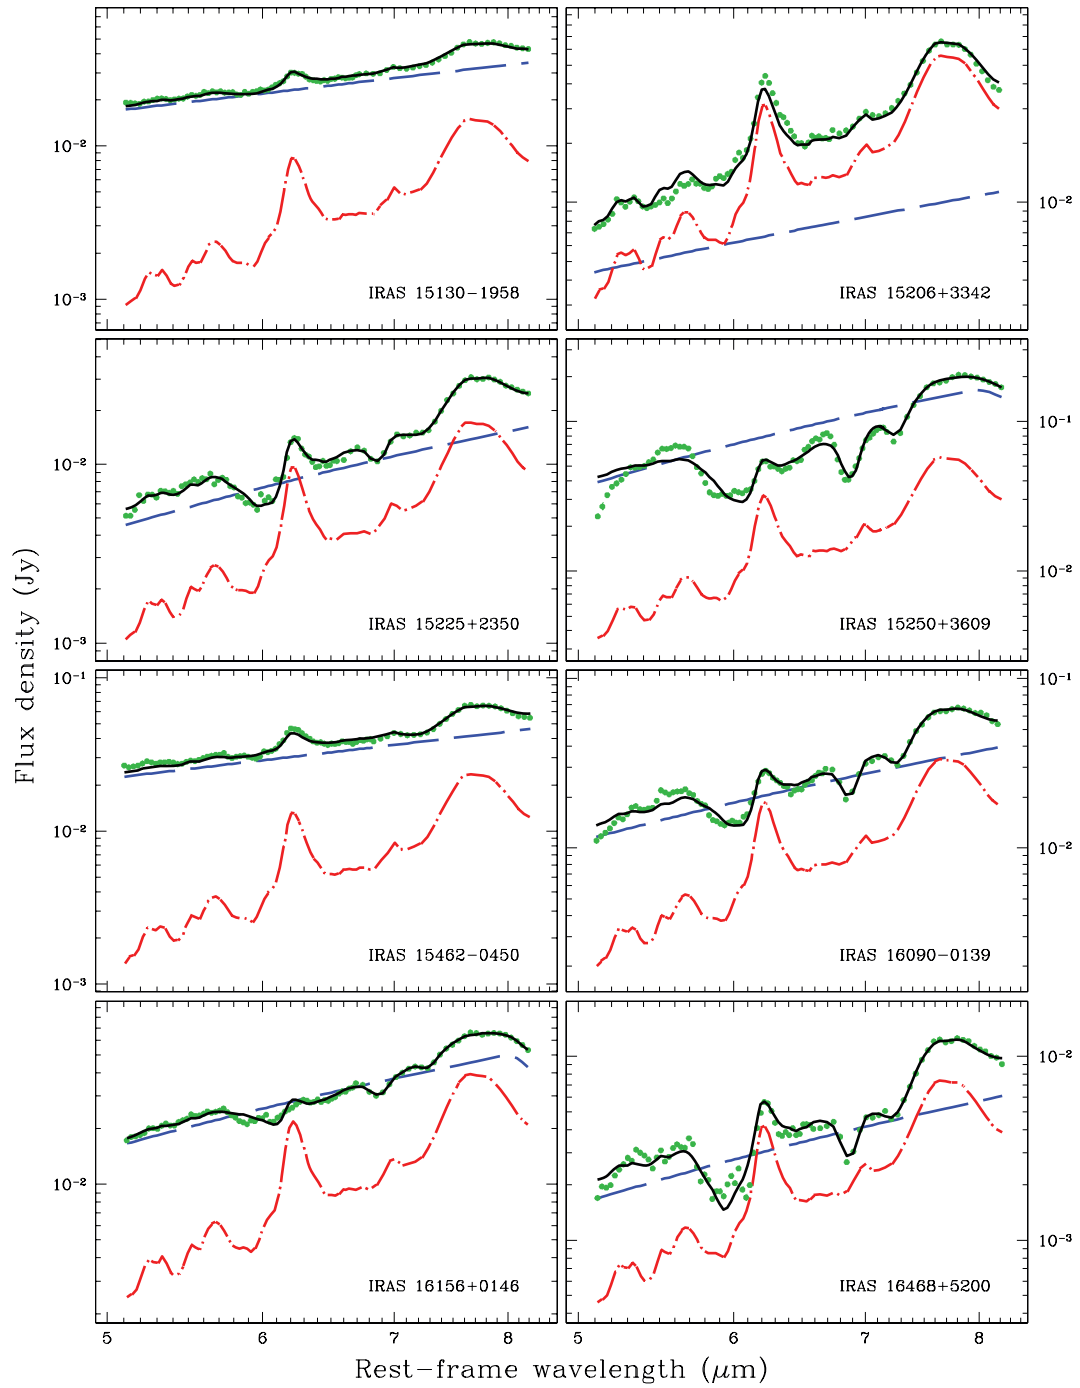 10⁻²
10⁻³
IRAS 15130−1958
10⁻²
IRAS 15206+3342
10⁻²
10⁻³
IRAS 15225+2350
10⁻¹
10⁻²
IRAS 15250+3609
10⁻¹
10⁻²
10⁻³
IRAS 15462−0450
10⁻¹
10⁻²
IRAS 16090−0139
10⁻²
IRAS 16156+0146
10⁻²
10⁻³
IRAS 16468+5200
5 6 7 8
5 6 7 8
Flux density (Jy)
Rest−frame wavelength (μm)